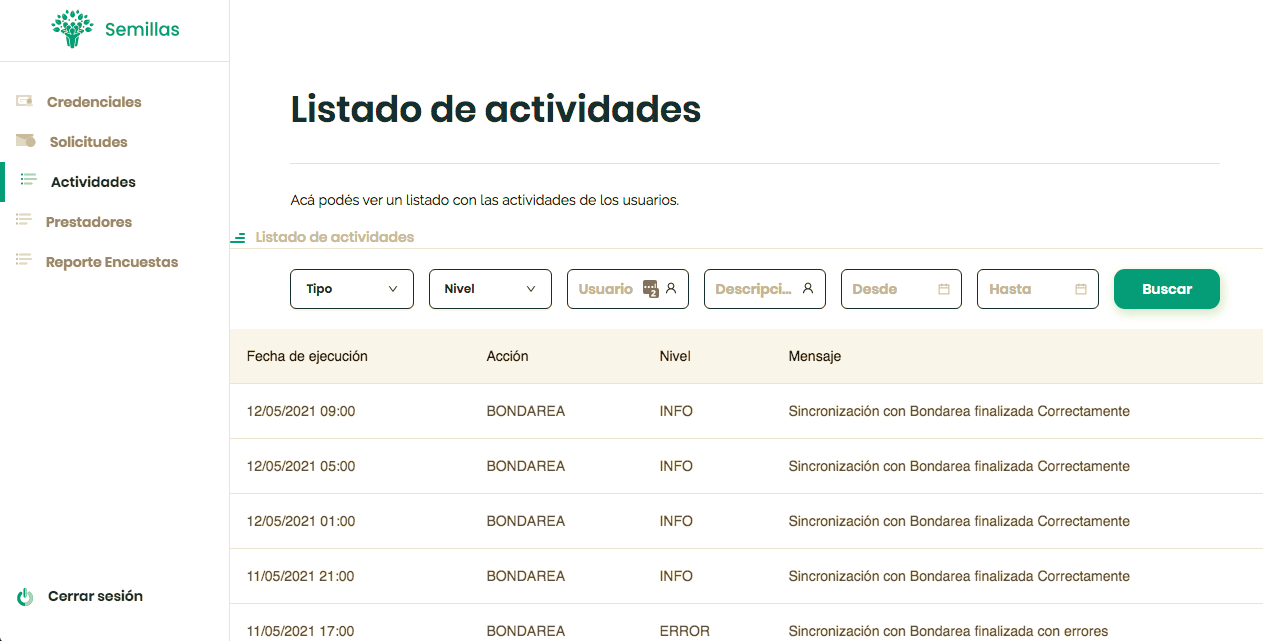 Semillas
Credenciales
Solicitudes
Actividades
Prestadores
Reporte Encuestas
Cerrar sesión
Listado de actividades
Acá podés ver un listado con las actividades de los usuarios.
Listado de actividades
Tipo Nivel Usuario 2 Descripci... Desde Hasta Buscar
Fecha de ejecución Acción Nivel Mensaje
12/05/2021 09:00 BONDAREA INFO Sincronización con Bondarea finalizada Correctamente
12/05/2021 05:00 BONDAREA INFO Sincronización con Bondarea finalizada Correctamente
12/05/2021 01:00 BONDAREA INFO Sincronización con Bondarea finalizada Correctamente
11/05/2021 21:00 BONDAREA INFO Sincronización con Bondarea finalizada Correctamente
11/05/2021 17:00 BONDAREA ERROR Sincronización con Bondarea finalizada con errores